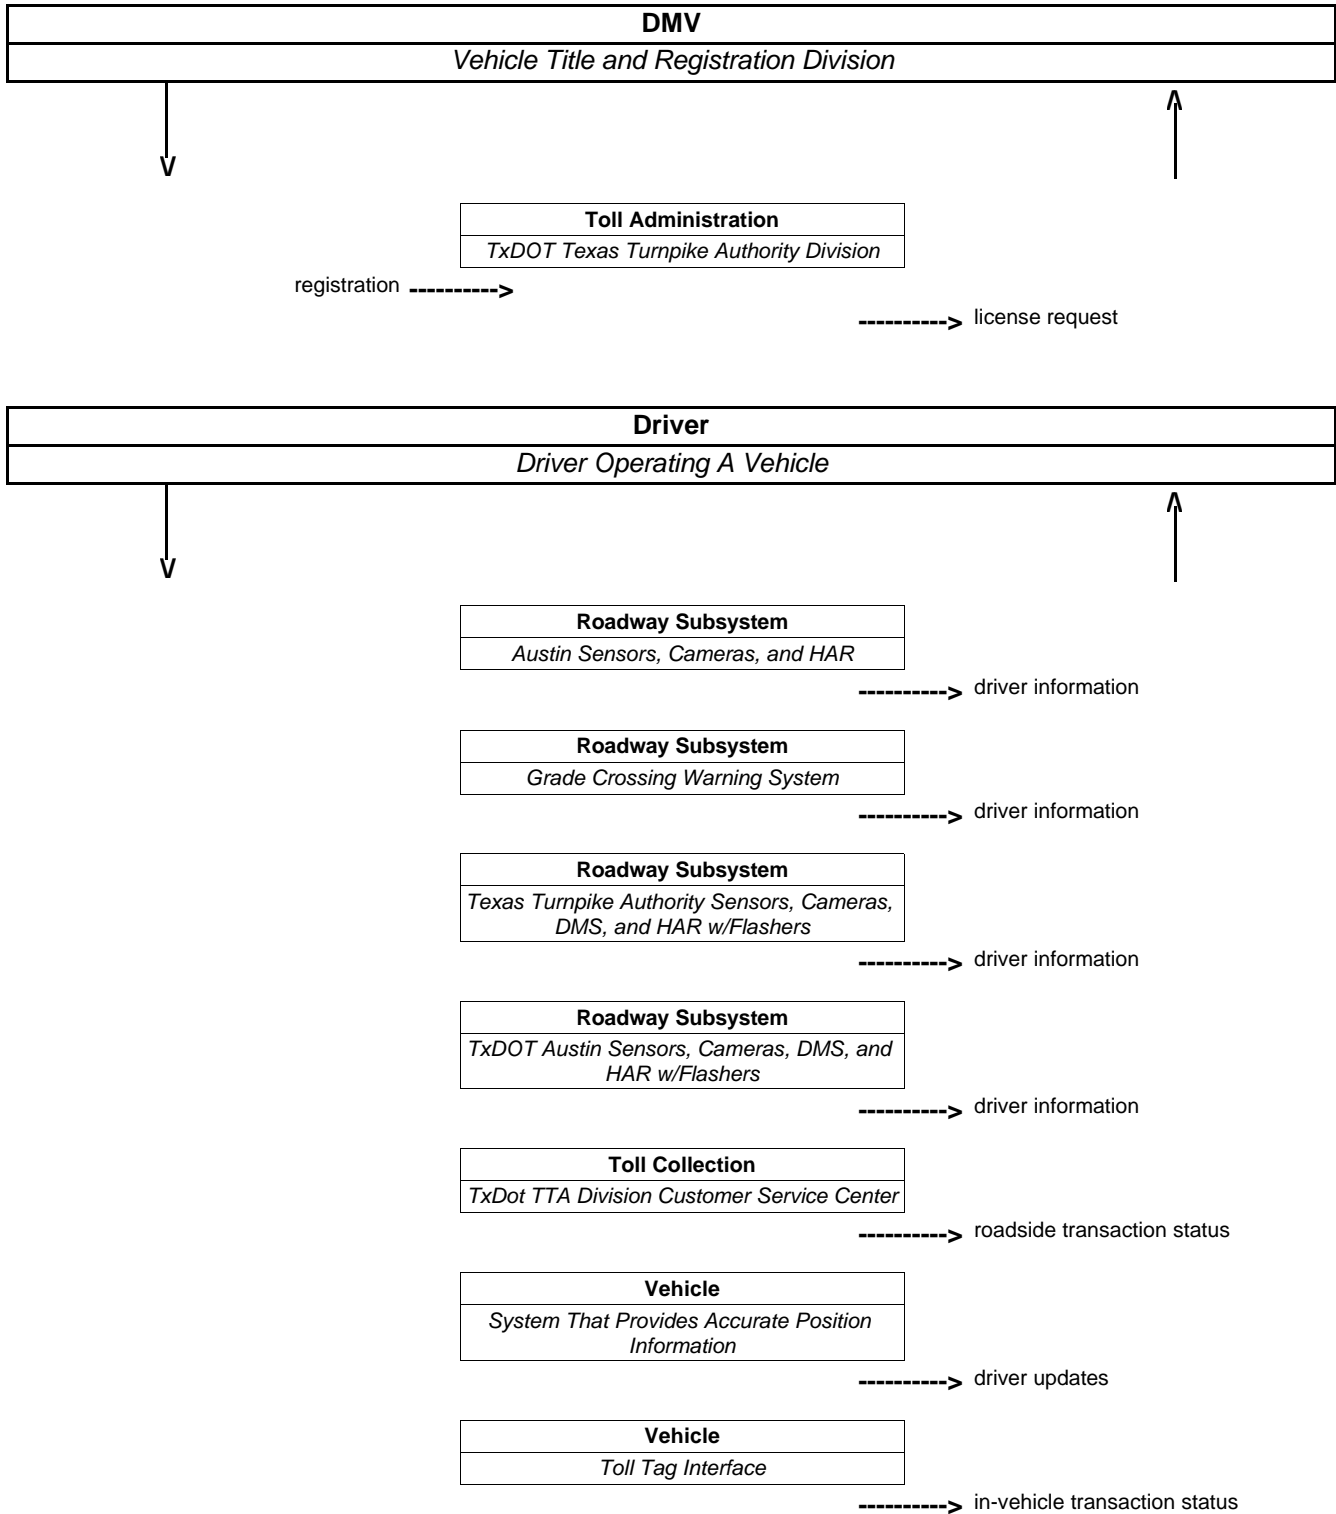 DMV
Vehicle Title and Registration Division
Toll Administration
TxDOT Texas Turnpike Authority Division
registration ---------->
----------> license request
Driver
Driver Operating A Vehicle
Roadway Subsystem
Austin Sensors, Cameras, and HAR
----------> driver information
Roadway Subsystem
Grade Crossing Warning System
----------> driver information
Roadway Subsystem
Texas Turnpike Authority Sensors, Cameras,
DMS, and HAR w/Flashers
----------> driver information
Roadway Subsystem
TxDOT Austin Sensors, Cameras, DMS, and
HAR w/Flashers
----------> driver information
Toll Collection
TxDot TTA Division Customer Service Center
----------> roadside transaction status
Vehicle
System That Provides Accurate Position
Information
----------> driver updates
Vehicle
Toll Tag Interface
----------> in-vehicle transaction status